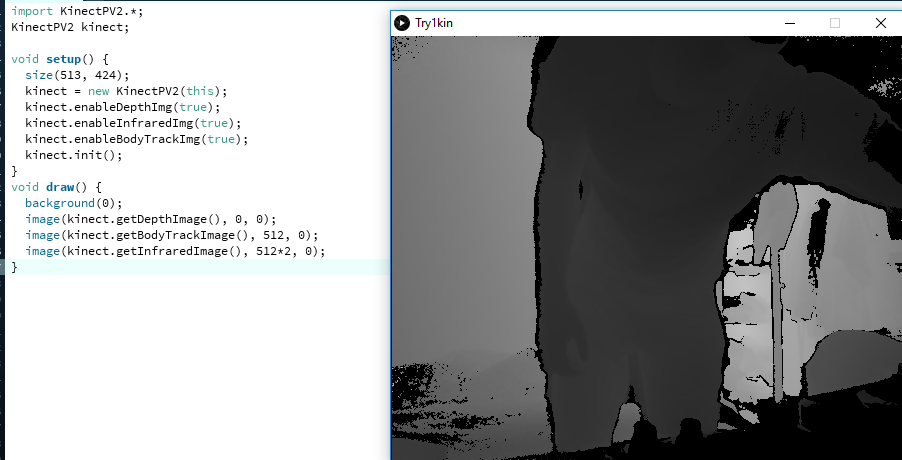 import KinectPV2.*;
KinectPV2 kinect;
void setup() {
size(513, 424);
kinect = new KinectPV2(this);
kinect.enableDepthImg(true);
kinect.enableInfraredImg(true);
kinect.enableBodyTrackImg(true);
kinect.init();
}
void draw() {
background(0);
image(kinect.getDepthImage(), 0, 0);
image(kinect.getBodyTrackImage(), 512, 0);
image(kinect.getInfraredImage(), 512*2, 0);
}
Try1kin